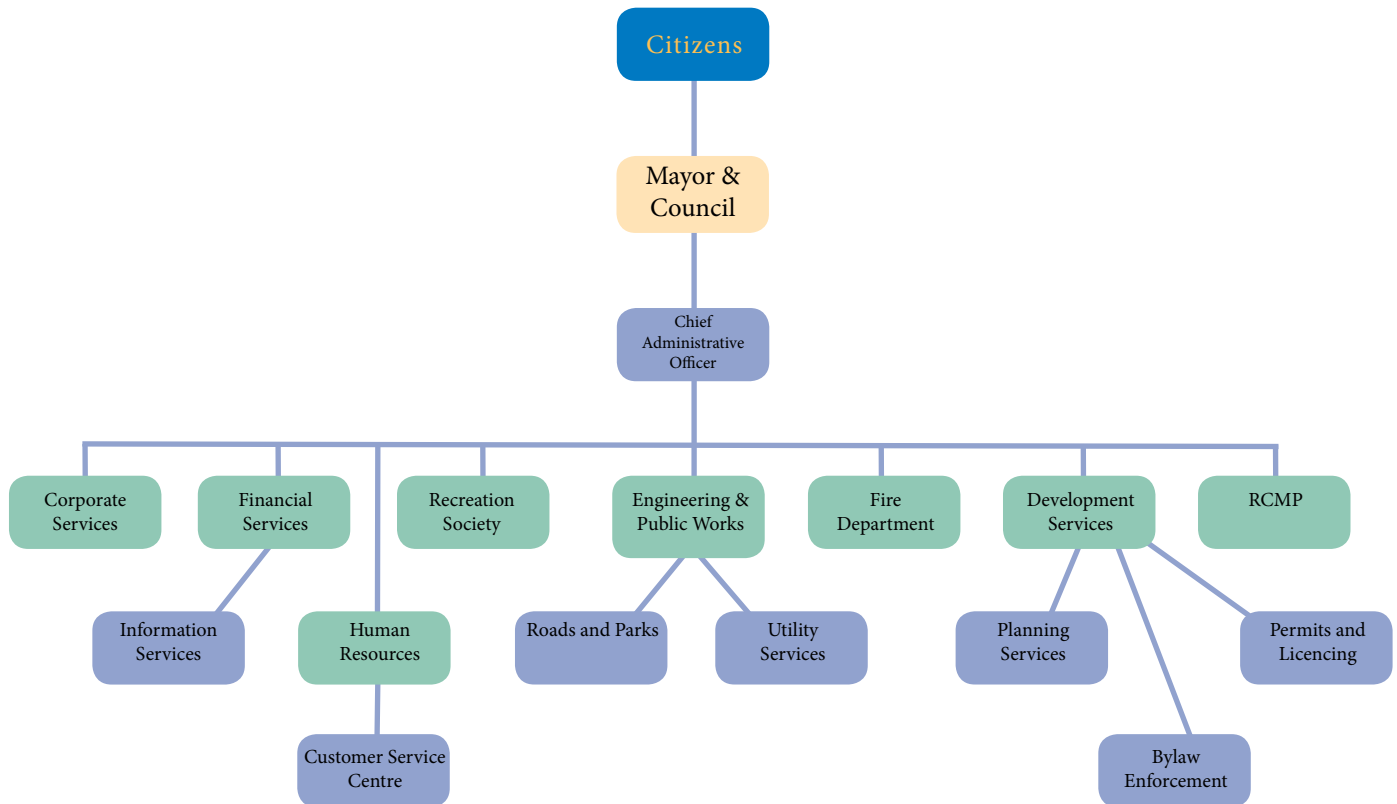 Citizens
Mayor &
Council
Chief
Administrative
Officer
Corporate
Services
Financial
Services
Recreation
Society
Engineering &
Public Works
Fire
Department
Development
Services
RCMP
Information
Services
Human
Resources
Roads and Parks
Utility
Services
Planning
Services
Permits and
Licencing
Customer Service
Centre
Bylaw
Enforcement